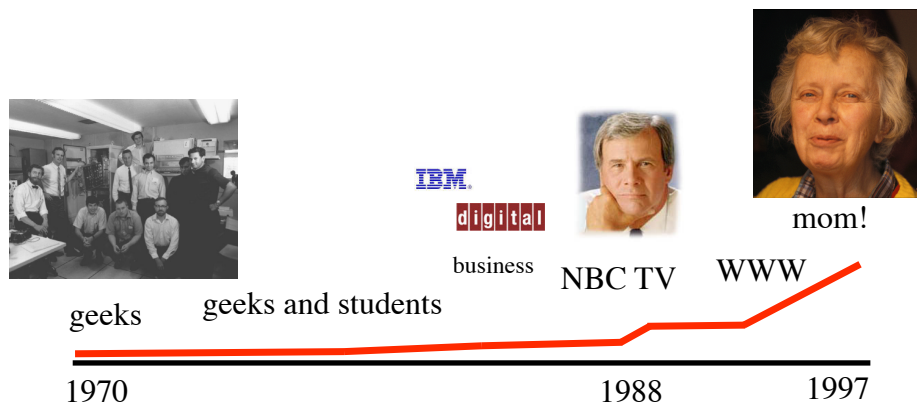 IBM.
digital
mom!
business
NBC TV
WWW
geeks and students
geeks
1970
1988
1997